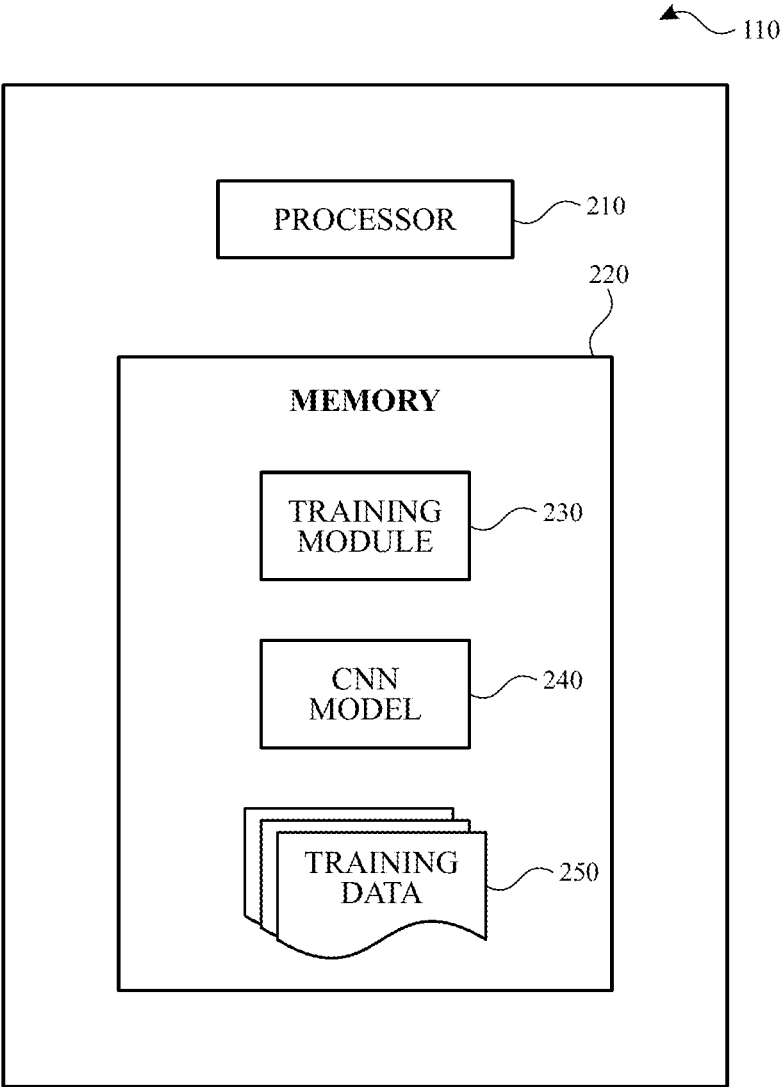 110
PROCESSOR
210
220
MEMORY
TRAINING
MODULE
230
CNN
MODEL
240
TRAINING
DATA
250